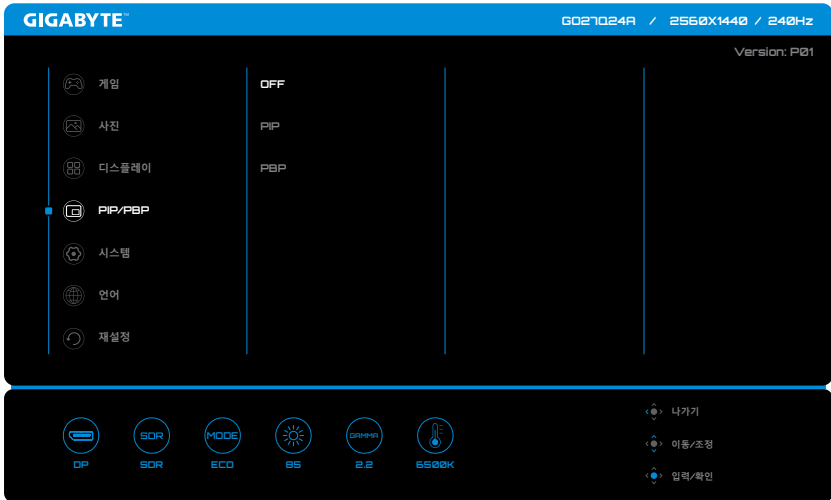 GIGABYTE™
GO27Q24A / 2560X1440 / 240Hz
Version: P01
게임
사진
디스플레이
PIP/PBP
시스템
언어
재설정
OFF
PIP
PBP
SDR
MODE
GAMMA
DP
SDR
ECO
85
2.2
6500K
나가기
이동/조정
입력/확인